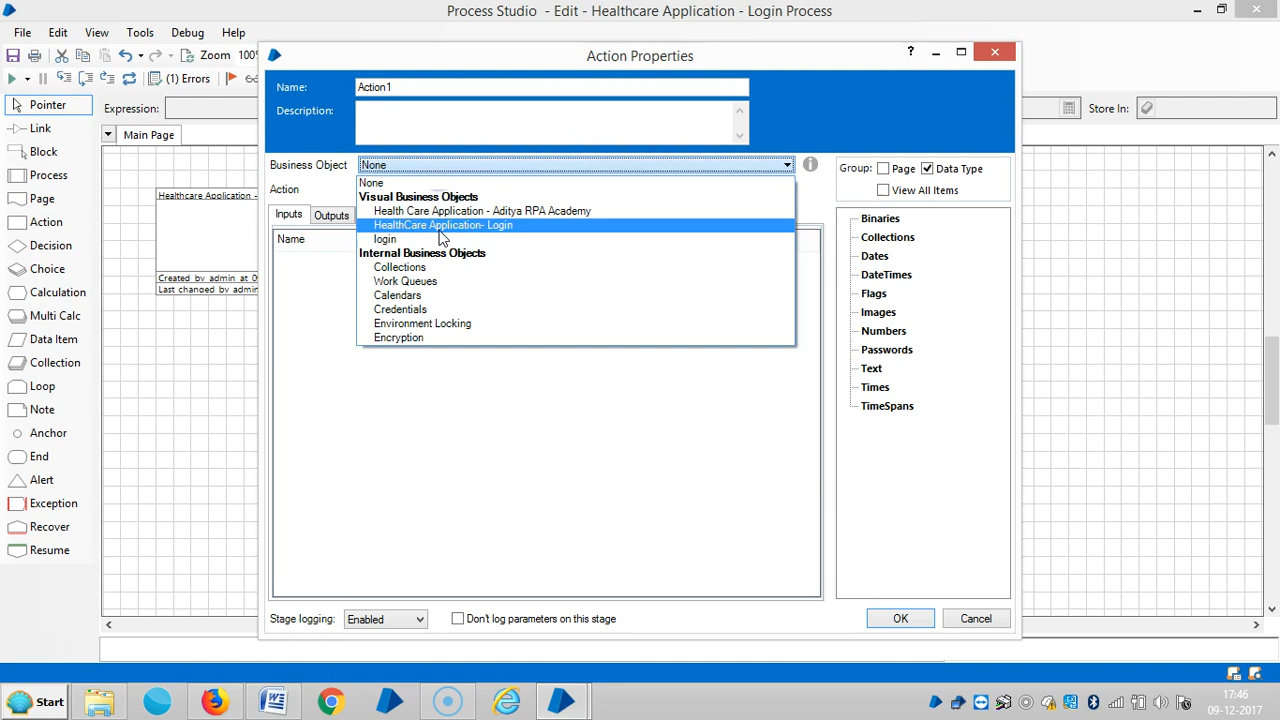 Process Studio - Edit - Healthcare Application - Login Process
File Edit View Tools Debug Help
Zoom 100%
(1) Errors
Action Properties
?
Name: Action1
Description:
Pointer
Expression:
Store In:
Link
Main Page
Block
Process
Page
Action
Decision
Choice
Calculation
Multi Calc
Data Item
Collection
Loop
Note
Anchor
End
Alert
Exception
Recover
Resume
Healthcare Application -
Created by admin at 0
Last changed by admin
Business Object None
Action
Inputs Outputs
Name
None
Visual Business Objects
Health Care Application - Aditya RPA Academy
HealthCare Application- Login
login
Internal Business Objects
Collections
Work Queues
Calendars
Credentials
Environment Locking
Encryption
Group: Page Data Type
View All Items
Binaries
Collections
Dates
DateTimes
Flags
Images
Numbers
Passwords
Text
Times
TimeSpans
Stage logging: Enabled Don't log parameters on this stage
OK Cancel
Start
17:46
09-12-2017